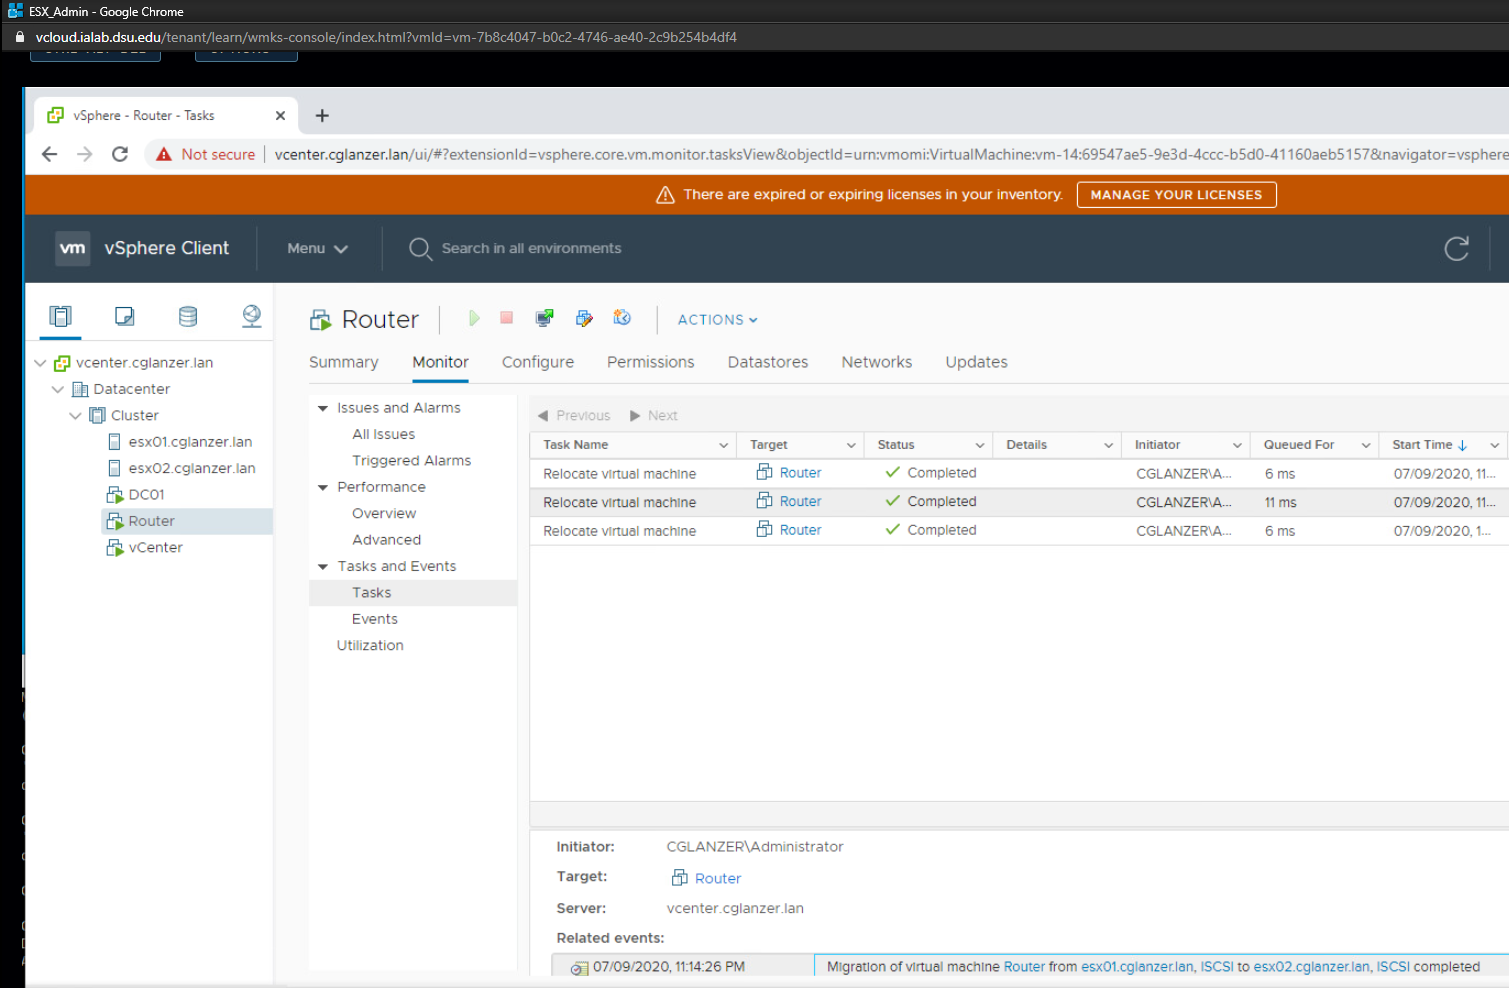 ESX_Admin - Google Chrome
vcloud.ialab.dsu.edu/tenant/learn/wmks-console/index.html?vmId=vm-7b8c4047-b0c2-4746-ae40-2c9b254b4df4
vSphere - Router - Tasks
Not secure
vcenter.cglanzer.lan/ui/#?extensionId=vsphere.core.vm.monitor.tasksView&objectId=urn:vmomi:VirtualMachine:vm-14:69547ae5-9e3d-4ccc-b5d0-41160aeb5157&navigator=vsphere
There are expired or expiring licenses in your inventory. MANAGE YOUR LICENSES
vm vSphere Client Menu Search in all environments
Router ACTIONS
Summary Monitor Configure Permissions Datastores Networks Updates
vcenter.cglanzer.lan
Datacenter
Cluster
esx01.cglanzer.lan
esx02.cglanzer.lan
DC01
Router
vCenter
Issues and Alarms
All Issues
Triggered Alarms
Performance
Overview
Advanced
Tasks and Events
Tasks
Events
Utilization
Previous Next
Task Name Target Status Details Initiator Queued For Start Time
Relocate virtual machine Router Completed CGLANZER\A... 6 ms 07/09/2020, 11...
Relocate virtual machine Router Completed CGLANZER\A... 11 ms 07/09/2020, 11...
Relocate virtual machine Router Completed CGLANZER\A... 6 ms 07/09/2020, 1...
Initiator: CGLANZER\Administrator
Target: Router
Server: vcenter.cglanzer.lan
Related events:
07/09/2020, 11:14:26 PM Migration of virtual machine Router from esx01.cglanzer.lan, ISCSI to esx02.cglanzer.lan, ISCSI completed